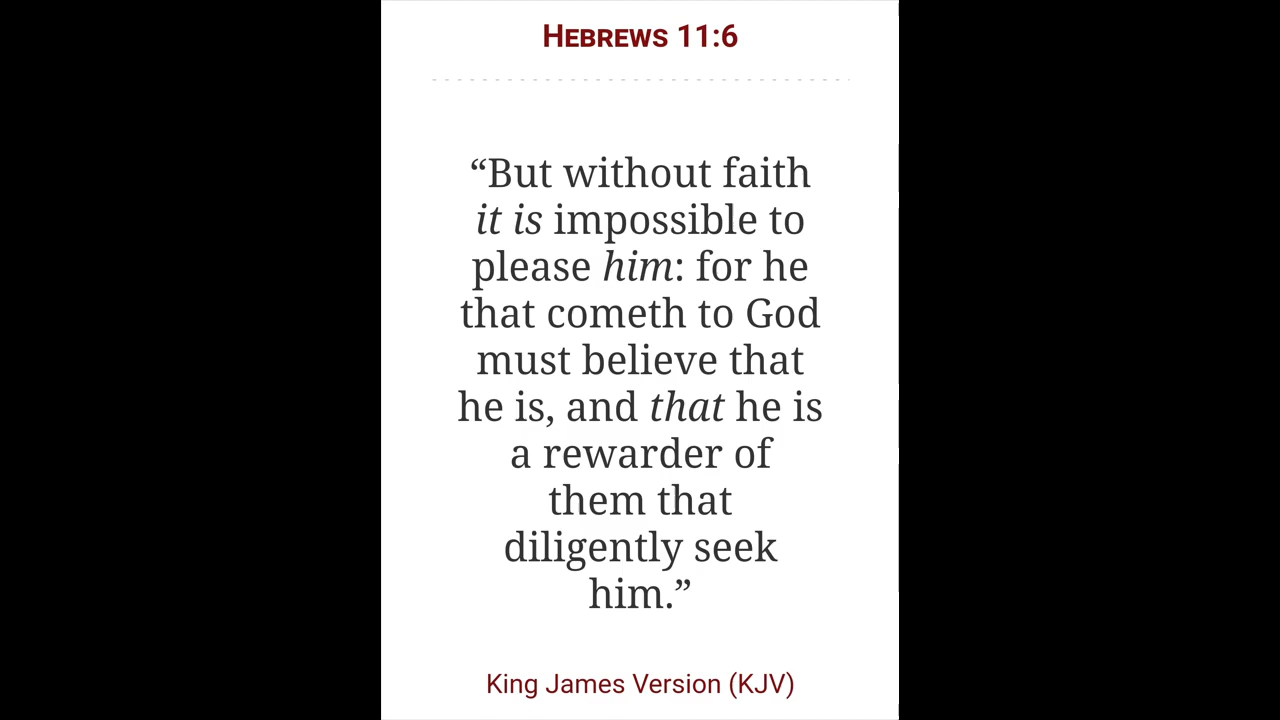 Hebrews 11:6
“But without faith
it is impossible to
please him: for he
that cometh to God
must believe that
he is, and that he is
a rewarder of
them that
diligently seek
him.”
King James Version (KJV)